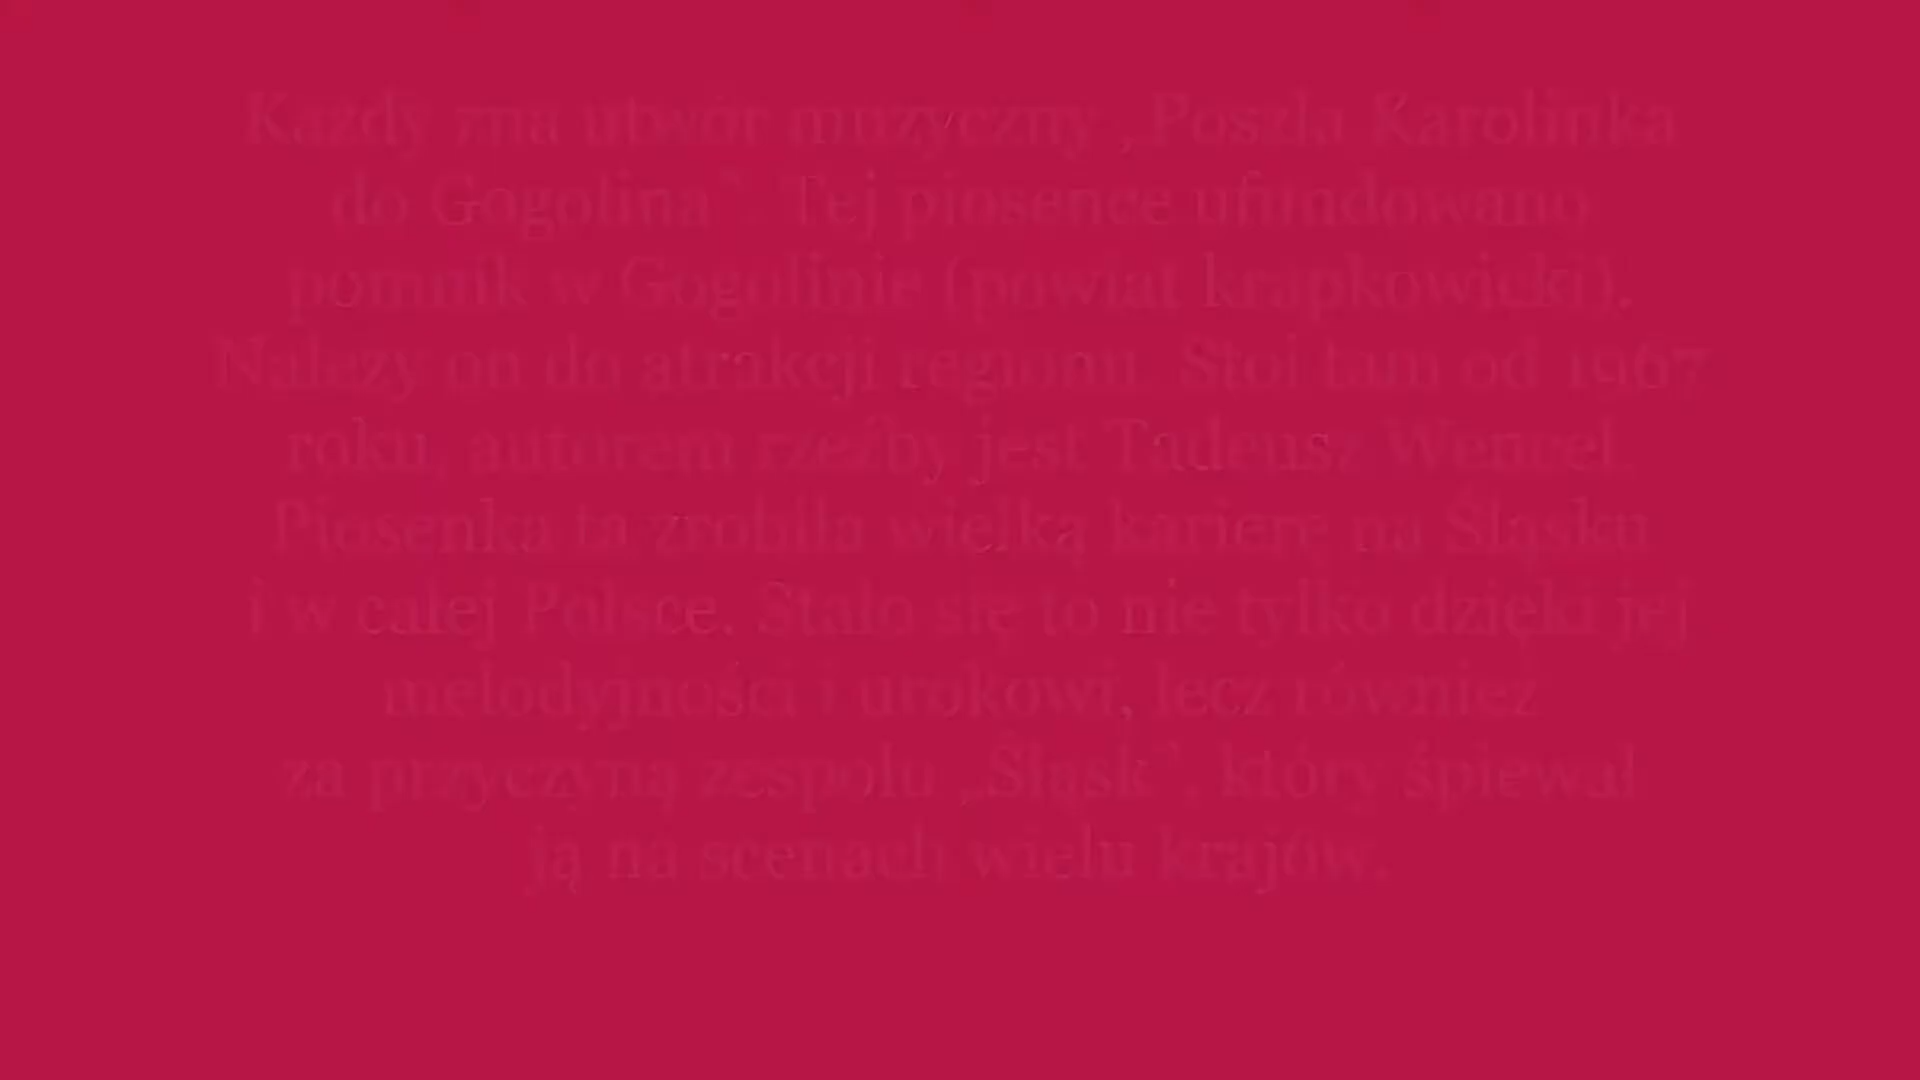 Każdy zna utwór muzyczny „Poszła Karolinka
do Gogolina”. Tej piosence ufundowano
pomnik w Gogolinie (powiat krapkowicki).
Należy on do atrakcji regionu. Stoi tam od 1967
roku, autorem rzeźby jest Tadeusz Wencel.
Piosenka ta zrobiła wielką karierę na Śląsku
i w całej Polsce. Stało się to nie tylko dzięki jej
melodyjności i urokowi, lecz również
za przyczyną zespołu „Śląsk”, który śpiewał
ją na scenach wielu krajów.